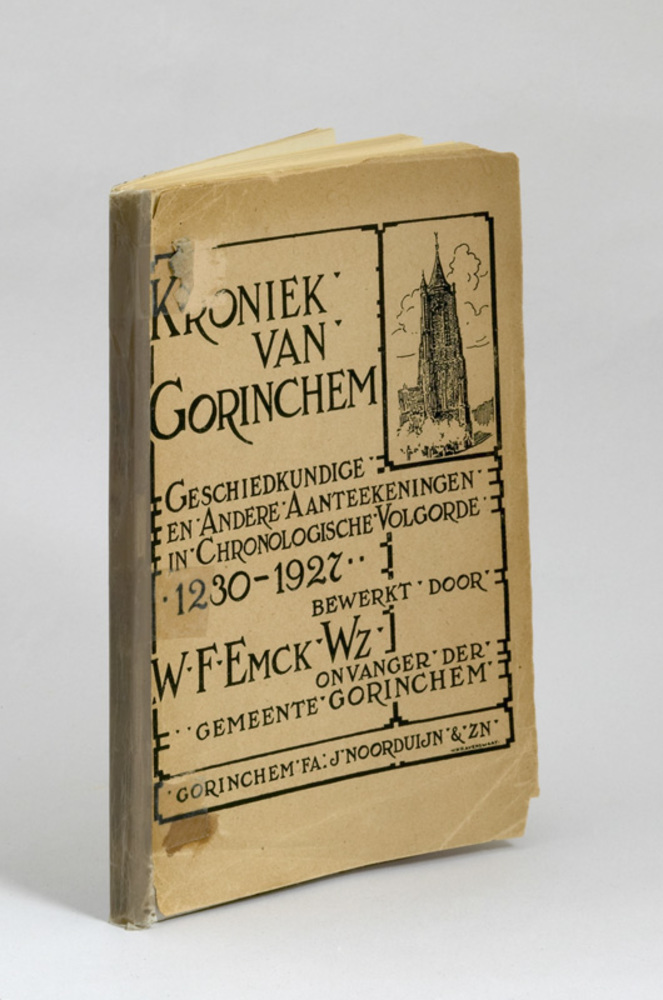 KRONIEK
VAN
GORINCHEM
GESCHIEDKUNDIGE
EN·ANDERE·AANTEEKENINGEN
IN·CHRONOLOGISCHE·VOLGORDE
·1230-1927··
BEWERKT·DOOR
W·F·EMCK·WZ·
ONVANGER·DER
··GEMEENTE·GORINCHEM
·GORINCHEM·FA:J·NOORDUIJN·&·ZN·